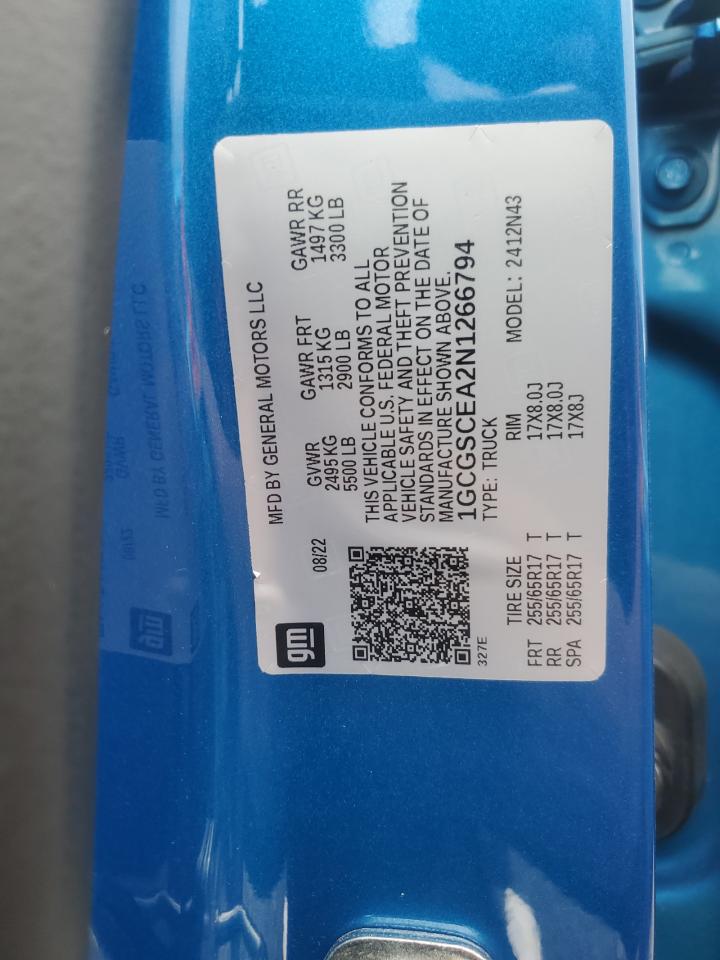 MFD BY GENERAL MOTORS LLC
gm
08/22
GVWR
2495 KG
5500 LB
GAWR FRT
1315 KG
2900 LB
GAWR RR
1497 KG
3300 LB
THIS VEHICLE CONFORMS TO ALL
APPLICABLE U.S. FEDERAL MOTOR
VEHICLE SAFETY AND THEFT PREVENTION
STANDARDS IN EFFECT ON THE DATE OF
MANUFACTURE SHOWN ABOVE.
1GCGSCEA2N1266794
TYPE: TRUCK
327E
TIRE SIZE RIM MODEL: 2412N43
FRT 255/65R17 T 17X8.0J
RR 255/65R17 T 17X8.0J
SPA 255/65R17 T 17X8J